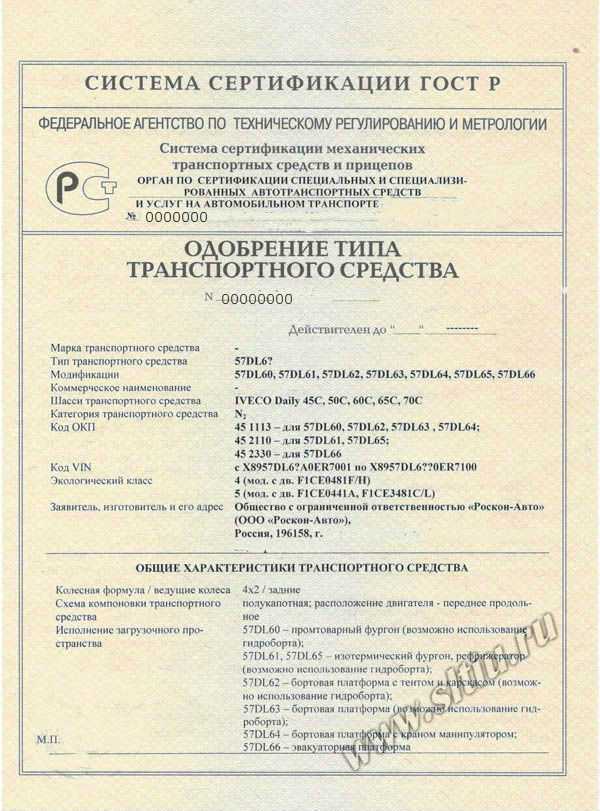 СИСТЕМА СЕРТИФИКАЦИИ ГОСТ Р
ФЕДЕРАЛЬНОЕ АГЕНТСТВО ПО ТЕХНИЧЕСКОМУ РЕГУЛИРОВАНИЮ И МЕТРОЛОГИИ
Система сертификации механических
транспортных средств и прицепов
ОРГАН ПО СЕРТИФИКАЦИИ СПЕЦИАЛЬНЫХ И СПЕЦИАЛИЗИ-
РОВАННЫХ АВТОТРАНСПОРТНЫХ СРЕДСТВ
И УСЛУГ НА АВТОМОБИЛЬНОМ ТРАНСПОРТЕ
№ 0000000
ОДОБРЕНИЕ ТИПА
ТРАНСПОРТНОГО СРЕДСТВА
N 00000000
Действителен до "___" --------
Марка транспортного средства -
Тип транспортного средства 57DL6?
Модификации 57DL60, 57DL61, 57DL62, 57DL63, 57DL64, 57DL65, 57DL66
Коммерческое наименование -
Шасси транспортного средства IVECO Daily 45C, 50C, 60C, 65C, 70C
Категория транспортного средства N₂
Код ОКП 45 1113 – для 57DL60, 57DL62, 57DL63 , 57DL64;
45 2110 – для 57DL61, 57DL65;
45 2330 – для 57DL66
Код VIN с X8957DL6?A0ER7001 по X8957DL6??0ER7100
Экологический класс 4 (мод. с дв. F1CE0481F/H)
5 (мод. с дв. F1CE0441A, F1CE3481C/L)
Заявитель, изготовитель и его адрес Общество с ограниченной ответственностью «Роскон-Авто»
(ООО «Роскон-Авто»),
Россия, 196158, г.
ОБЩИЕ ХАРАКТЕРИСТИКИ ТРАНСПОРТНОГО СРЕДСТВА
Колесная формула / ведущие колеса 4х2 / задние
Схема компоновки транспортного полукапотная; расположение двигателя - переднее продоль-
средства ное
Исполнение загрузочного про- 57DL60 – промтоварный фургон (возможно использование
странства гидроборта);
57DL61, 57DL65 – изотермический фургон, рефрижератор
(возможно использование гидроборта);
57DL62 – бортовая платформа с тентом и каркасом (возмож-
но использование гидроборта);
57DL63 – бортовая платформа (возможно использование гид-
роборта);
57DL64 – бортовая платформа с краном манипулятором;
57DL66 – эвакуаторная платформа
М.П.
www.sltfu.ru